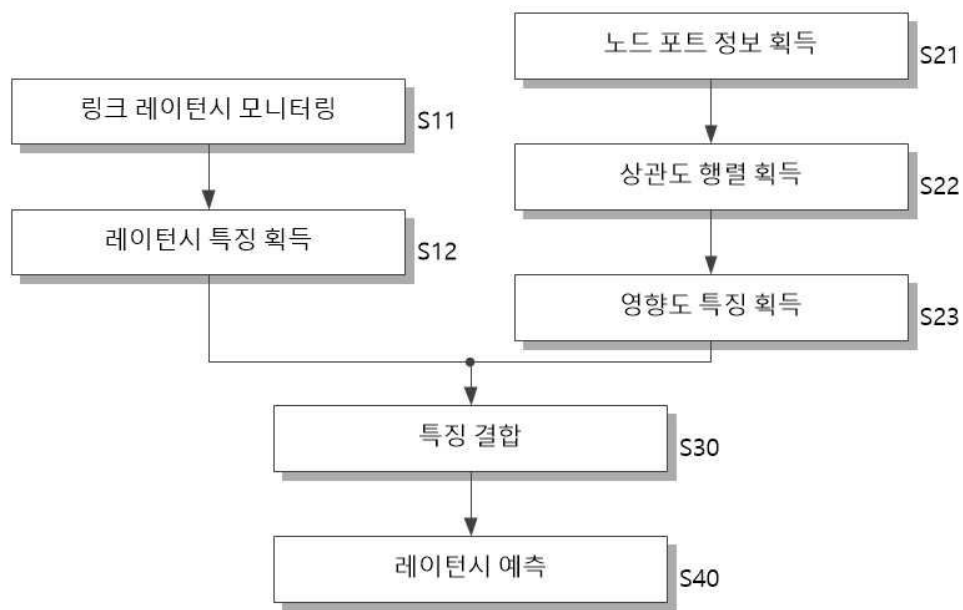 노드 포트 정보 획득
S21
링크 레이턴시 모니터링
S11
상관도 행렬 획득
S22
레이턴시 특징 획득
S12
영향도 특징 획득
S23
특징 결합
S30
레이턴시 예측
S40